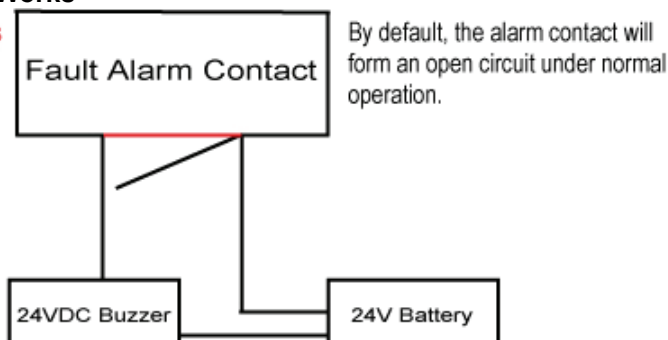 By default, the alarm contact will
form an open circuit under normal
operation.
Fault Alarm Contact
24VDC Buzzer
24V Battery